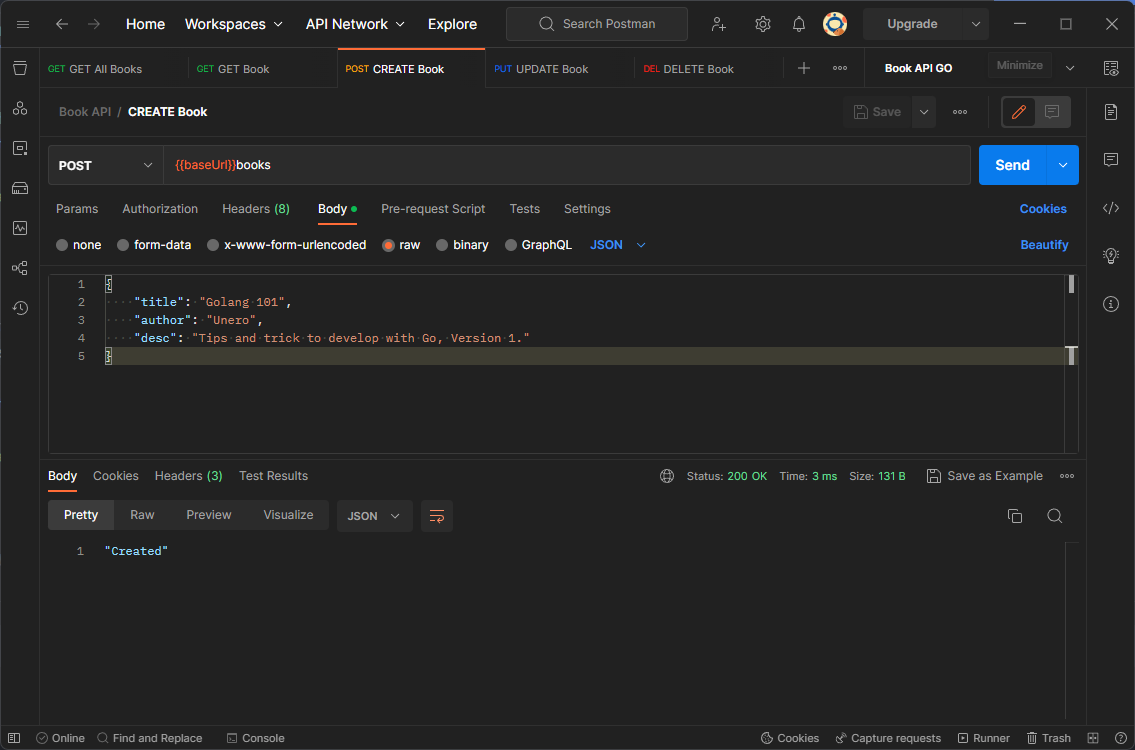 Home Workspaces API Network Explore Search Postman Upgrade
GET GET All Books GET GET Book POST CREATE Book PUT UPDATE Book DEL DELETE Book Book API GO Minimize
Book API / CREATE Book Save
POST {{baseUrl}}books Send
Params Authorization Headers (8) Body Pre-request Script Tests Settings Cookies
none form-data x-www-form-urlencoded raw binary GraphQL JSON Beautify
1 {
2 "title": "Golang 101",
3 "author": "Unero",
4 "desc": "Tips and trick to develop with Go, Version 1."
5 }
Body Cookies Headers (3) Test Results Status: 200 OK Time: 3 ms Size: 131 B Save as Example
Pretty Raw Preview Visualize JSON
1 "Created"
Online Find and Replace Console Cookies Capture requests Runner Trash